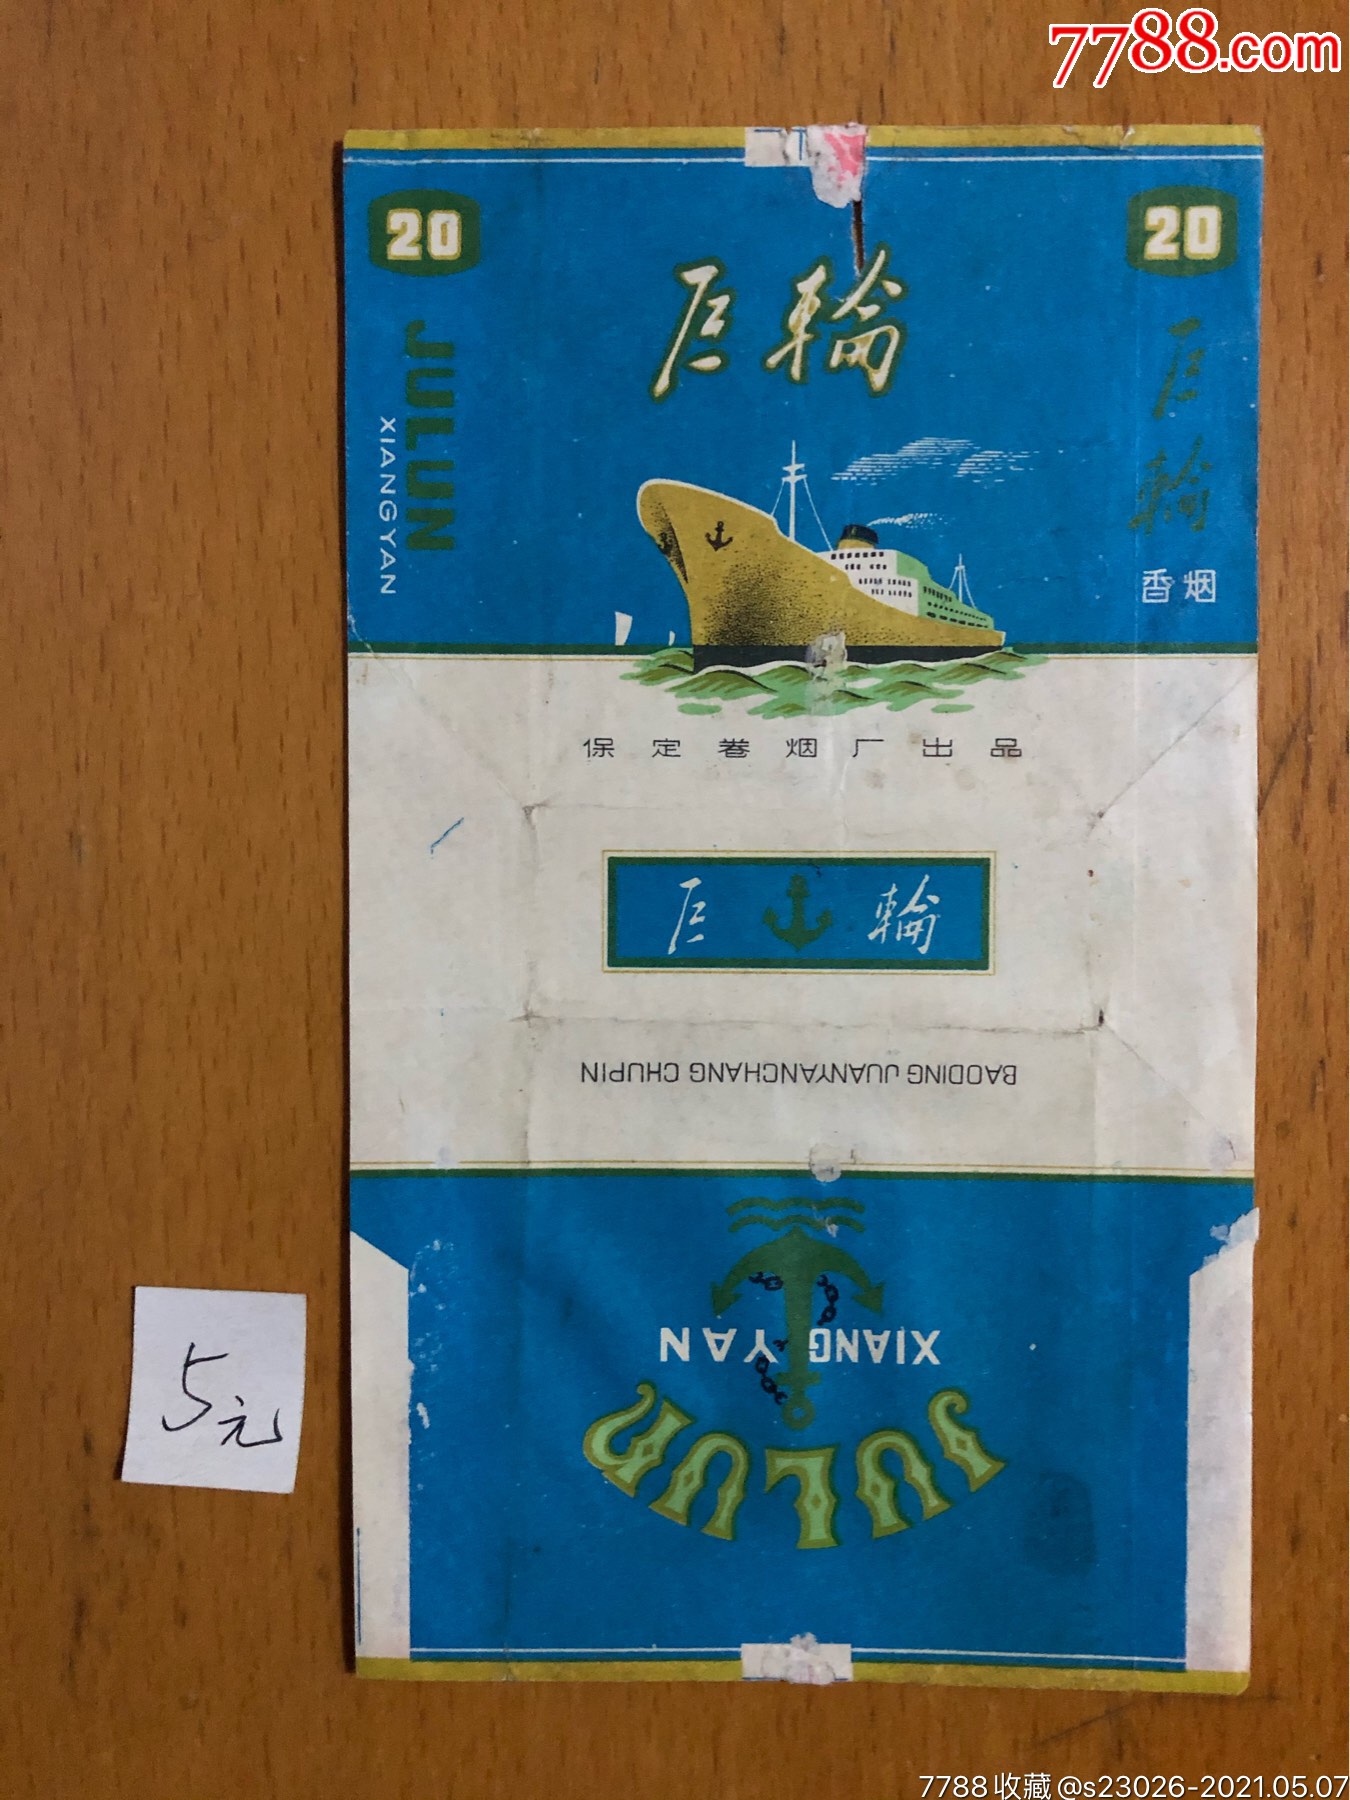 7788.com
20
20
巨輪
JULUN
XIANGYAN
巨輪
香烟
保定卷烟厂出品
巨 輪
BAODING JUANYANCHANG CHUPIN
XIANG YAN
JULUN
5元
7788收藏@s23026-2021.05.07